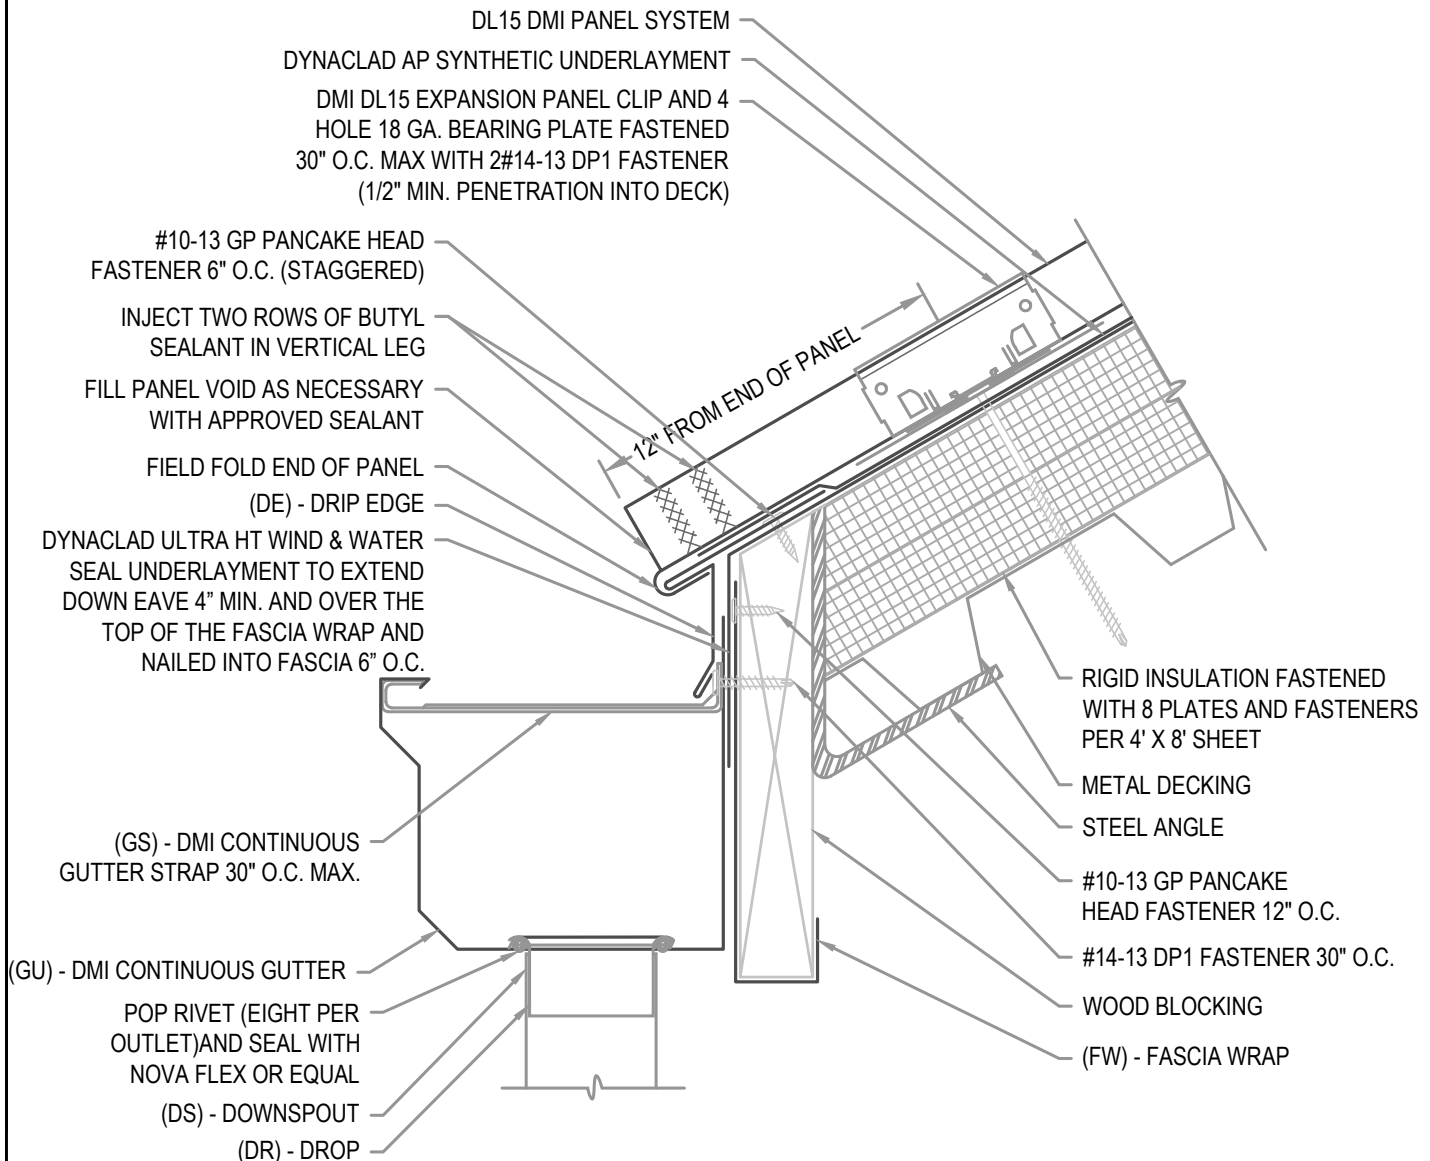 DL15 DMI PANEL SYSTEM
DYNACLAD AP SYNTHETIC UNDERLAYMENT
DMI DL15 EXPANSION PANEL CLIP AND 4
HOLE 18 GA. BEARING PLATE FASTENED
30" O.C. MAX WITH 2#14-13 DP1 FASTENER
(1/2" MIN. PENETRATION INTO DECK)
#10-13 GP PANCAKE HEAD
FASTENER 6" O.C. (STAGGERED)
INJECT TWO ROWS OF BUTYL
SEALANT IN VERTICAL LEG
FILL PANEL VOID AS NECESSARY
WITH APPROVED SEALANT
FIELD FOLD END OF PANEL
(DE) - DRIP EDGE
DYNACLAD ULTRA HT WIND & WATER
SEAL UNDERLAYMENT TO EXTEND
DOWN EAVE 4” MIN. AND OVER THE
TOP OF THE FASCIA WRAP AND
NAILED INTO FASCIA 6” O.C.
(GS) - DMI CONTINUOUS
GUTTER STRAP 30" O.C. MAX.
(GU) - DMI CONTINUOUS GUTTER
POP RIVET (EIGHT PER
OUTLET)AND SEAL WITH
NOVA FLEX OR EQUAL
(DS) - DOWNSPOUT
(DR) - DROP
12" FROM END OF PANEL
RIGID INSULATION FASTENED
WITH 8 PLATES AND FASTENERS
PER 4' X 8' SHEET
METAL DECKING
STEEL ANGLE
#10-13 GP PANCAKE
HEAD FASTENER 12" O.C.
#14-13 DP1 FASTENER 30" O.C.
WOOD BLOCKING
(FW) - FASCIA WRAP